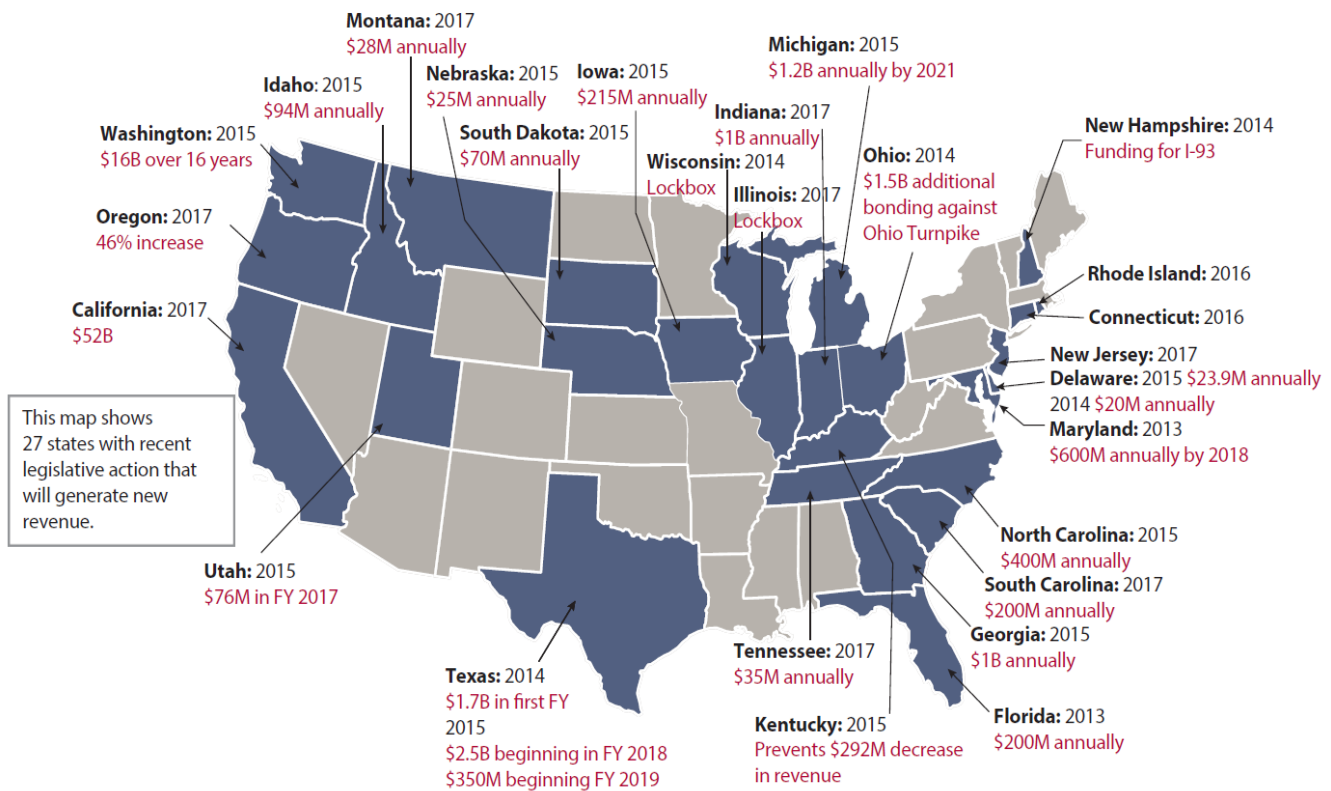 Montana: 2017
$28M annually
Idaho: 2015
$94M annually
Washington: 2015
$16B over 16 years
Oregon: 2017
46% increase
California: 2017
$52B
This map shows
27 states with recent
legislative action that
will generate new
revenue.
Utah: 2015
$76M in FY 2017
Nebraska: 2015
$25M annually
South Dakota: 2015
$70M annually
Iowa: 2015
$215M annually
Wisconsin: 2014
Lockbox
Illinois: 2017
Lockbox
Indiana: 2017
$1B annually
Michigan: 2015
$1.2B annually by 2021
Ohio: 2014
$1.5B additional
bonding against
Ohio Turnpike
New Hampshire: 2014
Funding for I-93
Rhode Island: 2016
Connecticut: 2016
New Jersey: 2017
Delaware: 2015 $23.9M annually
2014 $20M annually
Maryland: 2013
$600M annually by 2018
North Carolina: 2015
$400M annually
South Carolina: 2017
$200M annually
Georgia: 2015
$1B annually
Florida: 2013
$200M annually
Tennessee: 2017
$35M annually
Kentucky: 2015
Prevents $292M decrease
in revenue
Texas: 2014
$1.7B in first FY
2015
$2.5B beginning in FY 2018
$350M beginning FY 2019